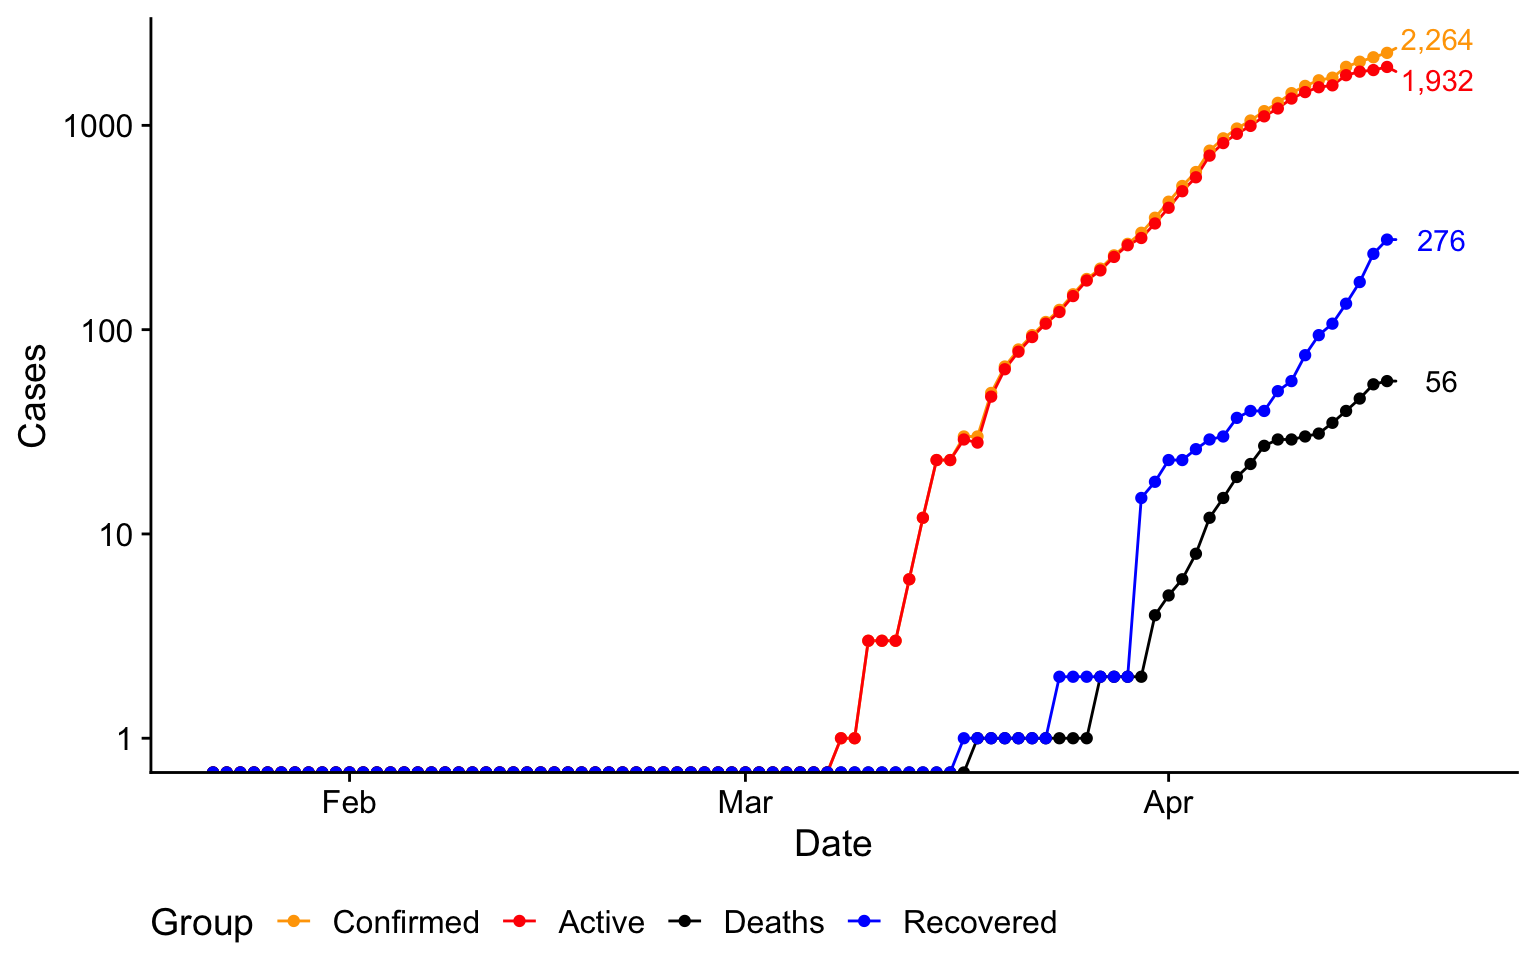 2,264
1,932
1000
276
100
56
10
1
Cases
Feb Mar Apr
Date
Group Confirmed Active Deaths Recovered